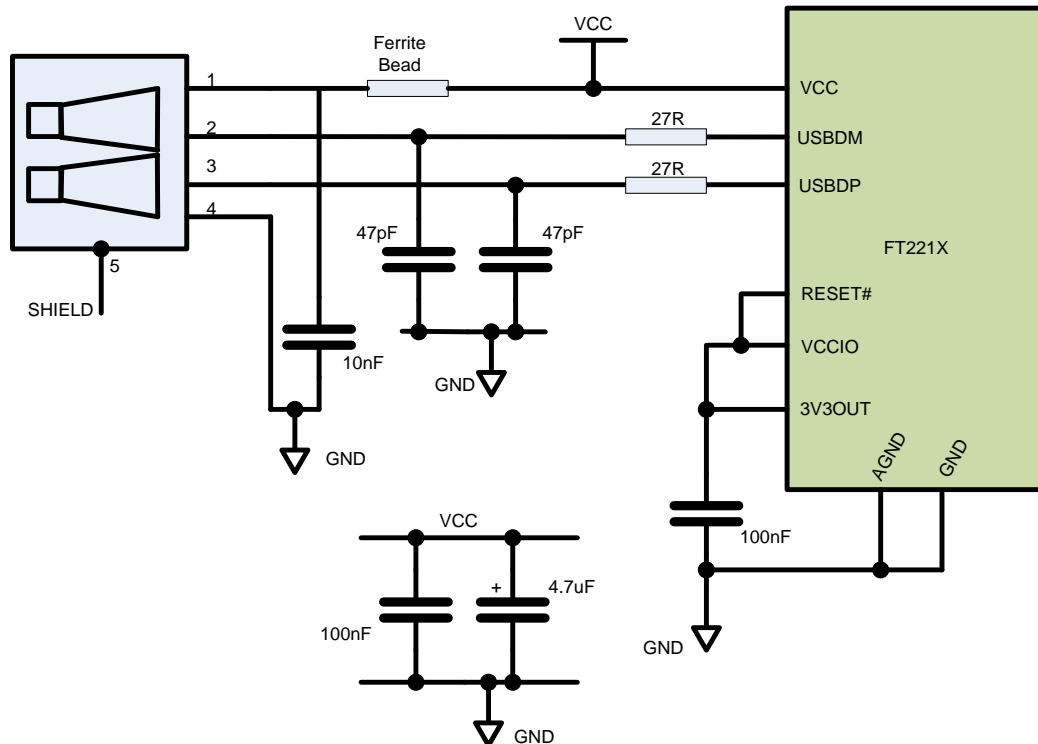 VCC
Ferrite
Bead
1
VCC
27R
2
USBDM
27R
3
USBDP
4
47pF
47pF
FT221X
5
SHIELD
RESET#
VCCIO
10nF
GND
3V3OUT
GND
AGND
GND
VCC
100nF
+
4.7uF
100nF
GND
GND